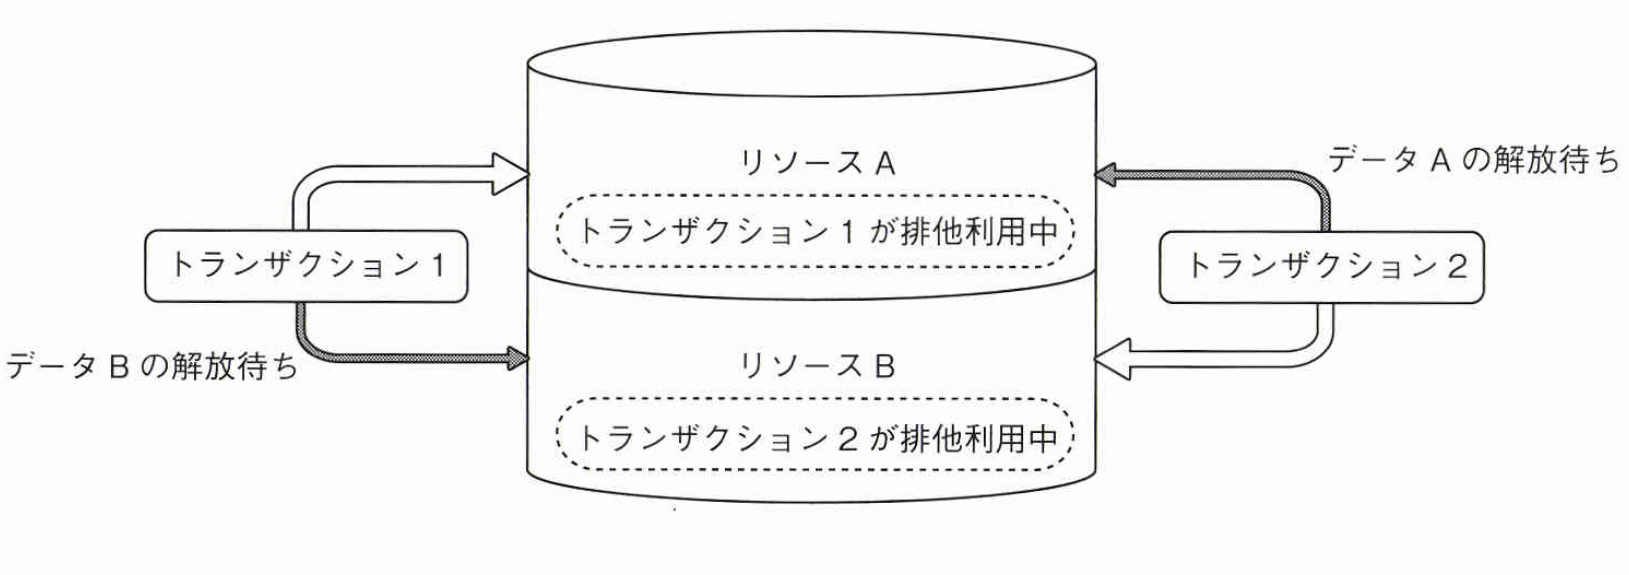 リソース A
データ A の解放待ち
トランザクション 1 が排他利用中
トランザクション 1
トランザクション 2
データ B の解放待ち
リソース B
トランザクション 2 が排他利用中